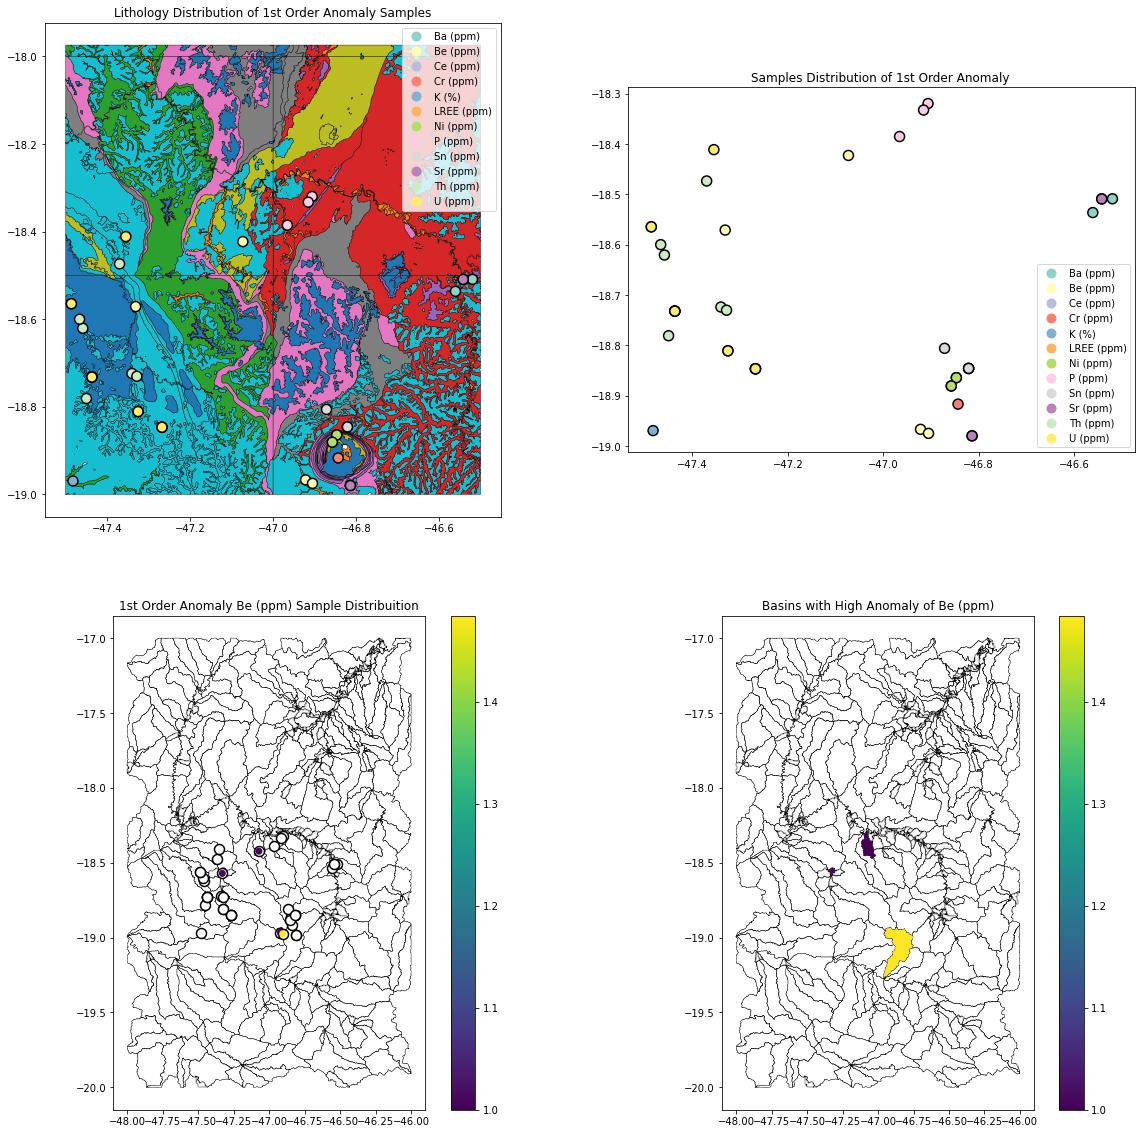 Lithology Distribution of 1st Order Anomaly Samples
−18.0
−18.2
−18.4
−18.6
−18.8
−19.0
−47.4
−47.2
−47.0
−46.8
−46.6
Ba (ppm)
Be (ppm)
Ce (ppm)
Cr (ppm)
K (%)
LREE (ppm)
Ni (ppm)
P (ppm)
Sn (ppm)
Sr (ppm)
Th (ppm)
U (ppm)
Samples Distribution of 1st Order Anomaly
−18.3
−18.4
−18.5
−18.6
−18.7
−18.8
−18.9
−19.0
−47.4
−47.2
−47.0
−46.8
−46.6
Ba (ppm)
Be (ppm)
Ce (ppm)
Cr (ppm)
K (%)
LREE (ppm)
Ni (ppm)
P (ppm)
Sn (ppm)
Sr (ppm)
Th (ppm)
U (ppm)
1st Order Anomaly Be (ppm) Sample Distribuition
−17.0
−17.5
−18.0
−18.5
−19.0
−19.5
−20.0
−48.00−47.75−47.50−47.25−47.00−46.75−46.50−46.25−46.00
1.4
1.3
1.2
1.1
1.0
Basins with High Anomaly of Be (ppm)
−17.0
−17.5
−18.0
−18.5
−19.0
−19.5
−20.0
−48.00−47.75−47.50−47.25−47.00−46.75−46.50−46.25−46.00
1.4
1.3
1.2
1.1
1.0